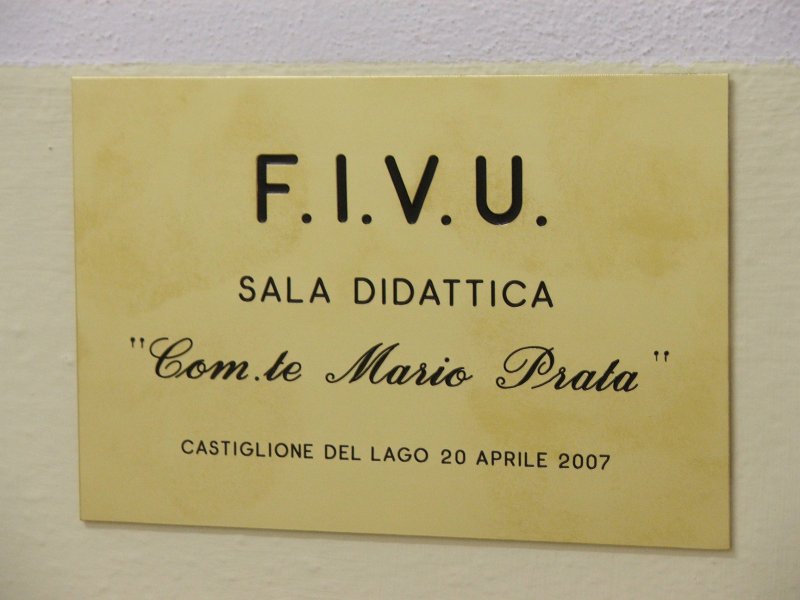 F.I.V.U.
SALA DIDATTICA
"Com.te Mario Prata"
CASTIGLIONE DEL LAGO 20 APRILE 2007